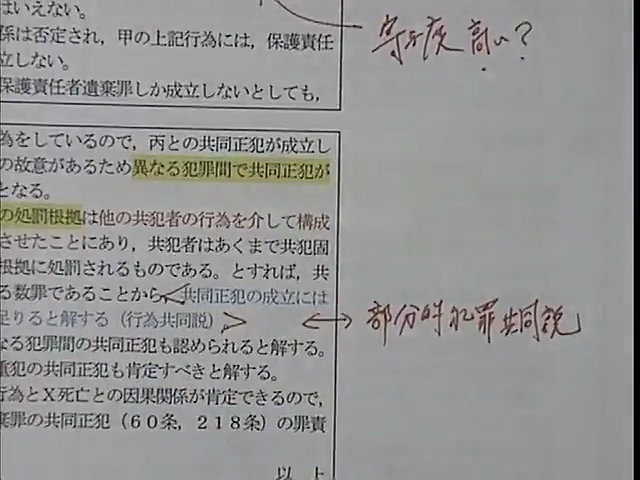 はいえない。
係は否定され，甲の上記行為には，保護責任
立しない。
保護責任者遺棄罪しか成立しないとしても，
寄与度 高い？
為をしているので，丙との共同正犯が成立し
の故意があるため異なる犯罪間で共同正犯が
となる。
の処罰根拠は他の共犯者の行為を介して構成
させたことにあり，共犯者はあくまで共犯固
根拠に処罰されるものである。とすれば，共
る数罪であることから，共同正犯の成立には
足りると解する（行為共同説）
↔ 部分的犯罪共同説
なる犯罪間の共同正犯も認められると解する。
重犯の共同正犯も肯定すべきと解する。
行為とX死亡との因果関係が肯定できるので，
棄罪の共同正犯（６０条，２１８条）の罪責
以 上